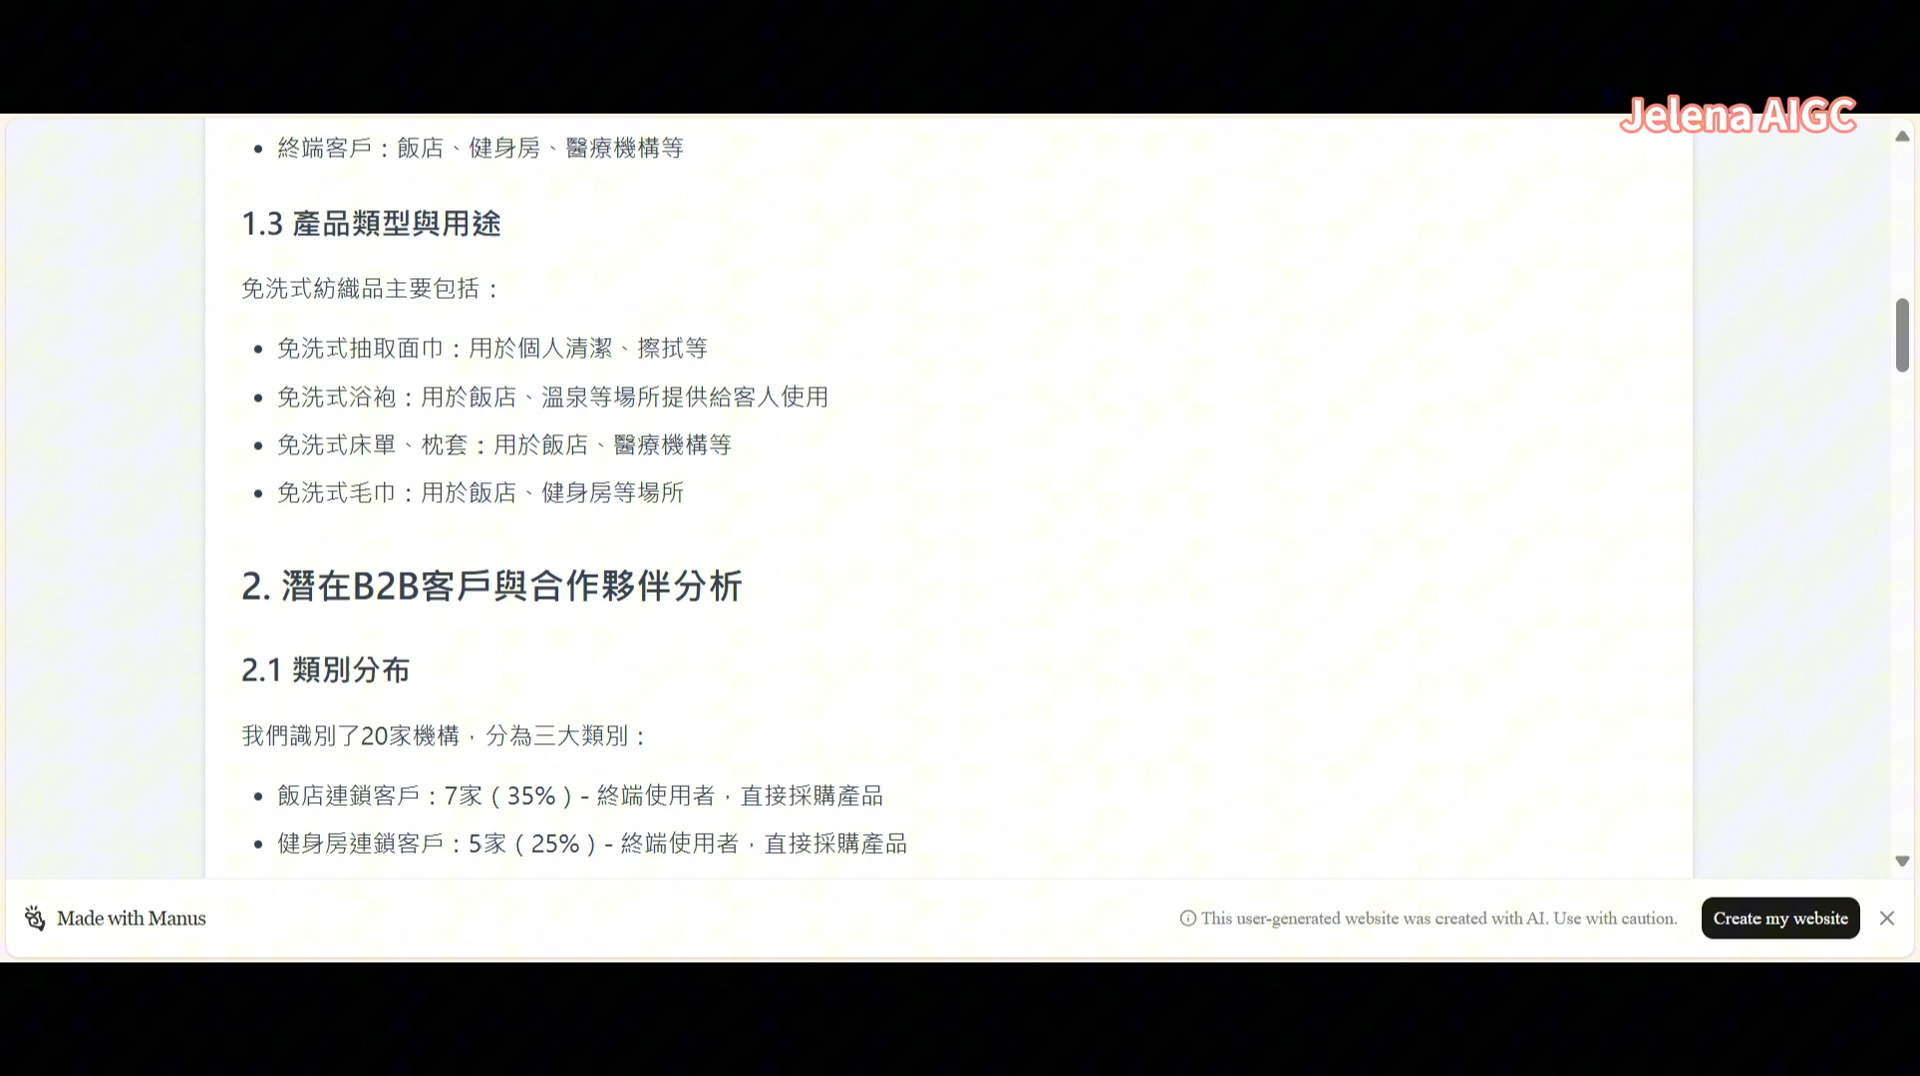 Jelena AIGC
• 終端客戶：飯店、健身房、醫療機構等
1.3 產品類型與用途
免洗式紡織品主要包括：
• 免洗式抽取面巾：用於個人清潔、擦拭等
• 免洗式浴袍：用於飯店、溫泉等場所提供給客人使用
• 免洗式床單、枕套：用於飯店、醫療機構等
• 免洗式毛巾：用於飯店、健身房等場所
2. 潛在B2B客戶與合作夥伴分析
2.1 類別分布
我們識別了20家機構，分為三大類別：
• 飯店連鎖客戶：7家（35%）- 終端使用者，直接採購產品
• 健身房連鎖客戶：5家（25%）- 終端使用者，直接採購產品
Made with Manus
This user-generated website was created with AI. Use with caution.
Create my website